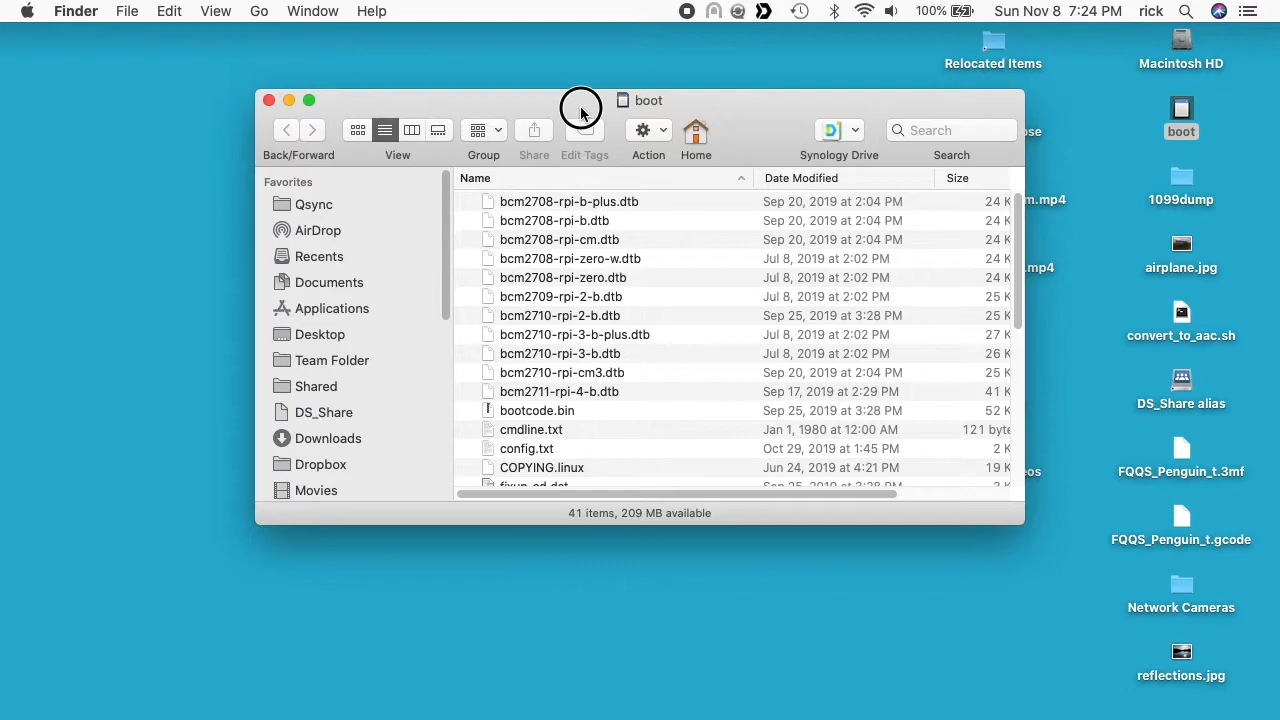 Finder File Edit View Go Window Help 100% Sun Nov 8 7:24 PM rick
Relocated Items
Macintosh HD
boot
Back/Forward View Group Share Edit Tags Action Home Synology Drive Search
Search
Favorites
Qsync
AirDrop
Recents
Documents
Applications
Desktop
Team Folder
Shared
DS_Share
Downloads
Dropbox
Movies
Name Date Modified Size
bcm2708-rpi-b-plus.dtb Sep 20, 2019 at 2:04 PM 24 K
bcm2708-rpi-b.dtb Sep 20, 2019 at 2:04 PM 24 K
bcm2708-rpi-cm.dtb Sep 20, 2019 at 2:04 PM 24 K
bcm2708-rpi-zero-w.dtb Jul 8, 2019 at 2:02 PM 24 K
bcm2708-rpi-zero.dtb Jul 8, 2019 at 2:02 PM 24 K
bcm2709-rpi-2-b.dtb Jul 8, 2019 at 2:02 PM 25 K
bcm2710-rpi-2-b.dtb Sep 25, 2019 at 3:28 PM 25 K
bcm2710-rpi-3-b-plus.dtb Jul 8, 2019 at 2:02 PM 27 K
bcm2710-rpi-3-b.dtb Jul 8, 2019 at 2:02 PM 26 K
bcm2710-rpi-cm3.dtb Sep 20, 2019 at 2:04 PM 25 K
bcm2711-rpi-4-b.dtb Sep 17, 2019 at 2:29 PM 41 K
bootcode.bin Sep 25, 2019 at 3:28 PM 52 K
cmdline.txt Jan 1, 1980 at 12:00 AM 121 byt
config.txt Oct 29, 2019 at 1:45 PM 2 K
COPYING.linux Jun 24, 2019 at 4:21 PM 19 K
41 items, 209 MB available
ose
m.mp4
.mp4
eos
boot
1099dump
airplane.jpg
convert_to_aac.sh
DS_Share alias
FQQS_Penguin_t.3mf
FQQS_Penguin_t.gcode
Network Cameras
reflections.jpg